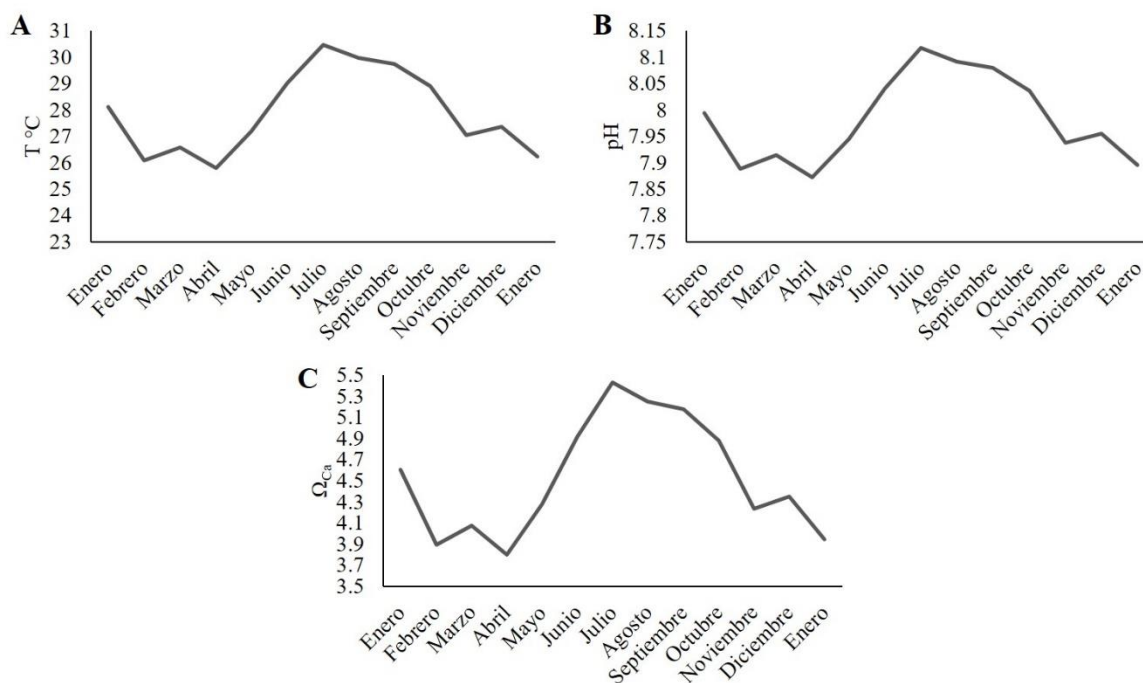 A
T °C
31
30
29
28
27
26
25
24
23
Enero
Febrero
Marzo
Abril
Mayo
Junio
Julio
Agosto
Septiembre
Octubre
Noviembre
Diciembre
Enero
B
pH
8.15
8.1
8.05
8
7.95
7.9
7.85
7.8
7.75
Enero
Febrero
Marzo
Abril
Mayo
Junio
Julio
Agosto
Septiembre
Octubre
Noviembre
Diciembre
Enero
C
Ω_Ca
5.5
5.3
5.1
4.9
4.7
4.5
4.3
4.1
3.9
3.7
3.5
Enero
Febrero
Marzo
Abril
Mayo
Junio
Julio
Agosto
Septiembre
Octubre
Noviembre
Diciembre
Enero